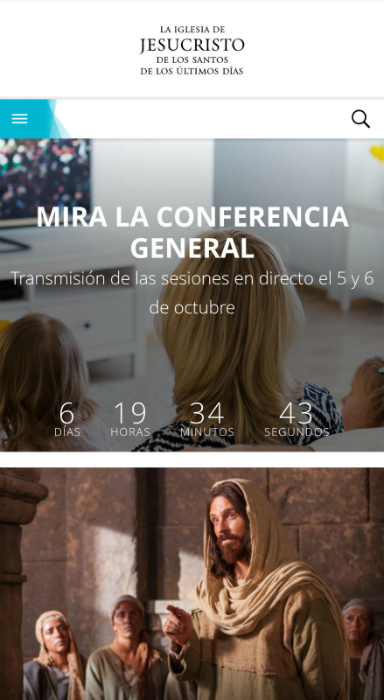 LA IGLESIA DE
JESUCRISTO
DE LOS SANTOS
DE LOS ÚLTIMOS DÍAS
MIRA LA CONFERENCIA
GENERAL
Transmisión de las sesiones en directo el 5 y 6
de octubre
6 19 34 43
DÍAS HORAS MINUTOS SEGUNDOS